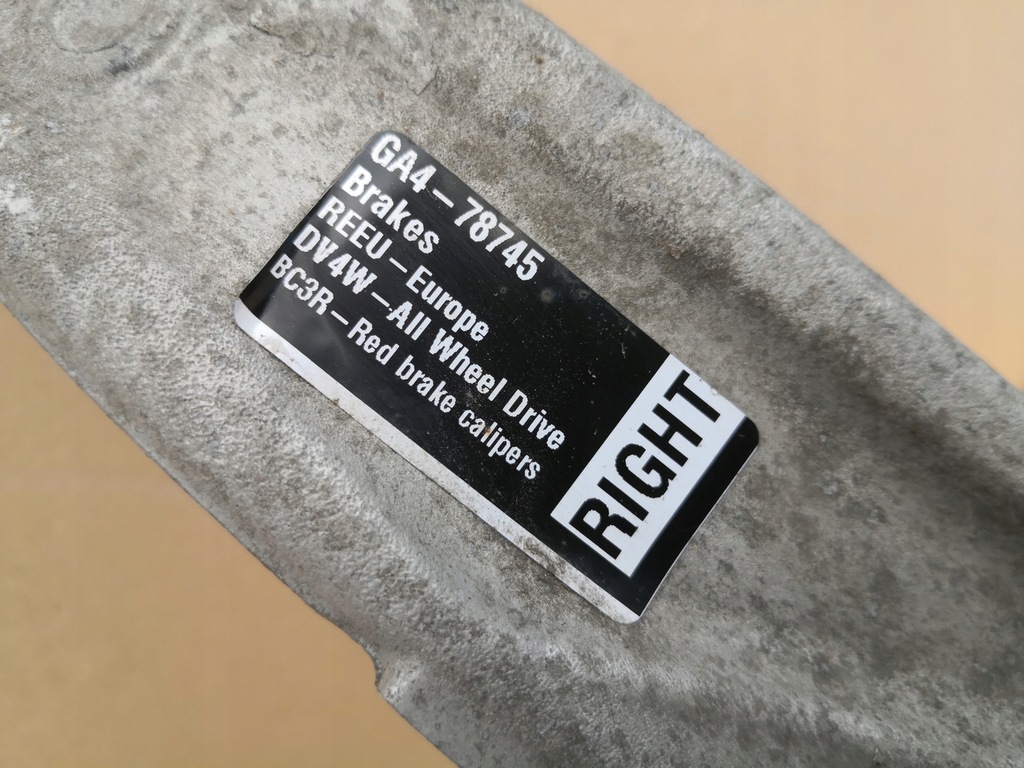 GA4-78745
Brakes
REEU-Europe
DV4W-All Wheel Drive
BC3R-Red brake calipers
RIGHT